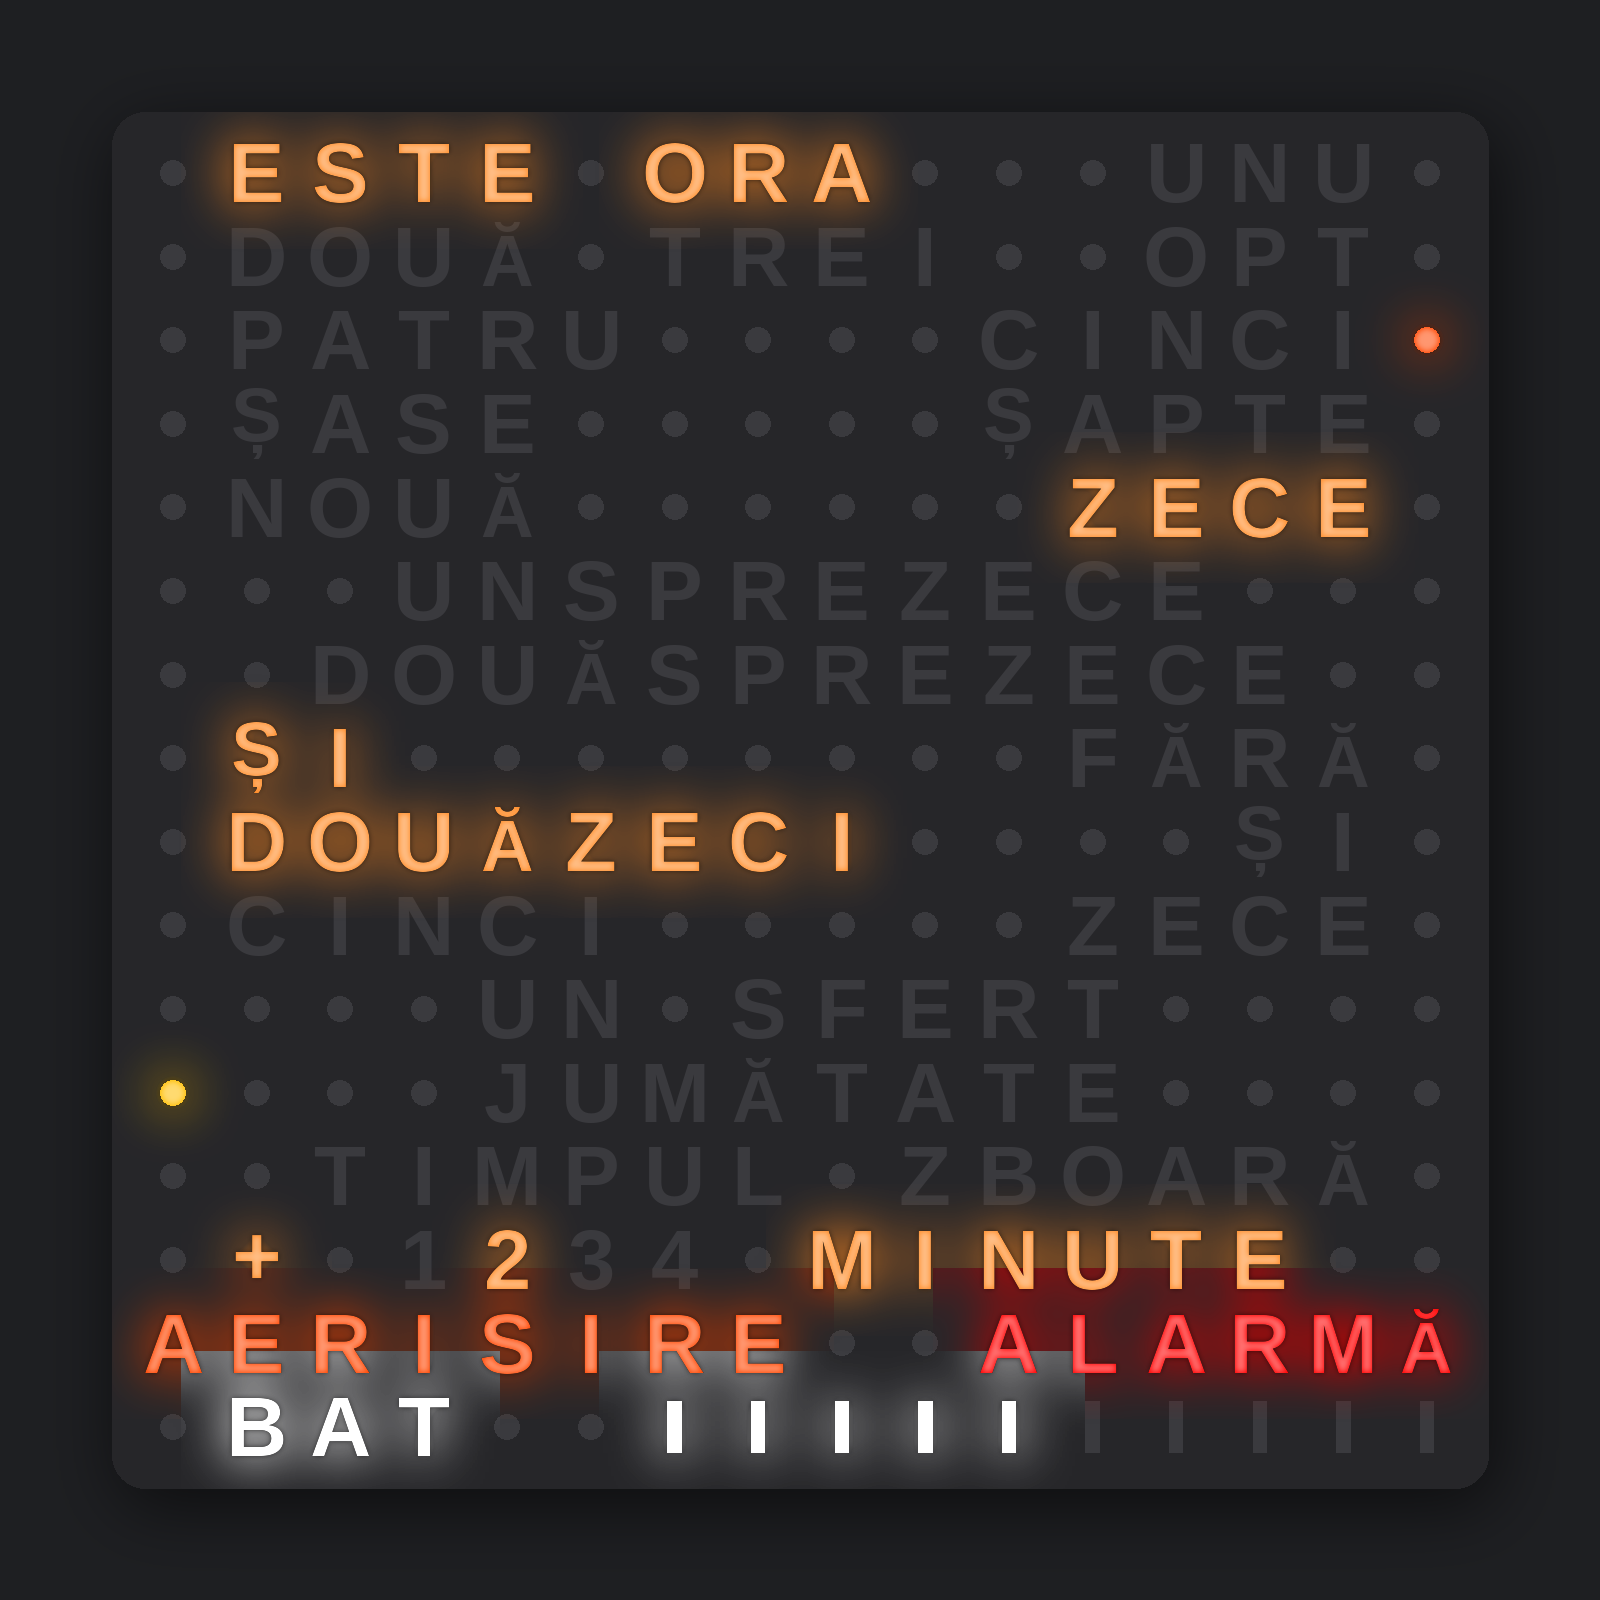 ESTE ORA UNU
DOUĂ TREI OPT
PATRU CINCI
ȘASE ȘAPTE
NOUĂ ZECE
UNSPREZECE
DOUĂSPREZECE
ȘI FĂRĂ
DOUĂZECI ȘI
CINCI ZECE
UN SFERT
JUMĂTATE
TIMPUL ZBOARĂ
+ 1 2 3 4 MINUTE
AERISIRE ALARMĂ
BAT I I I I I I I I I I